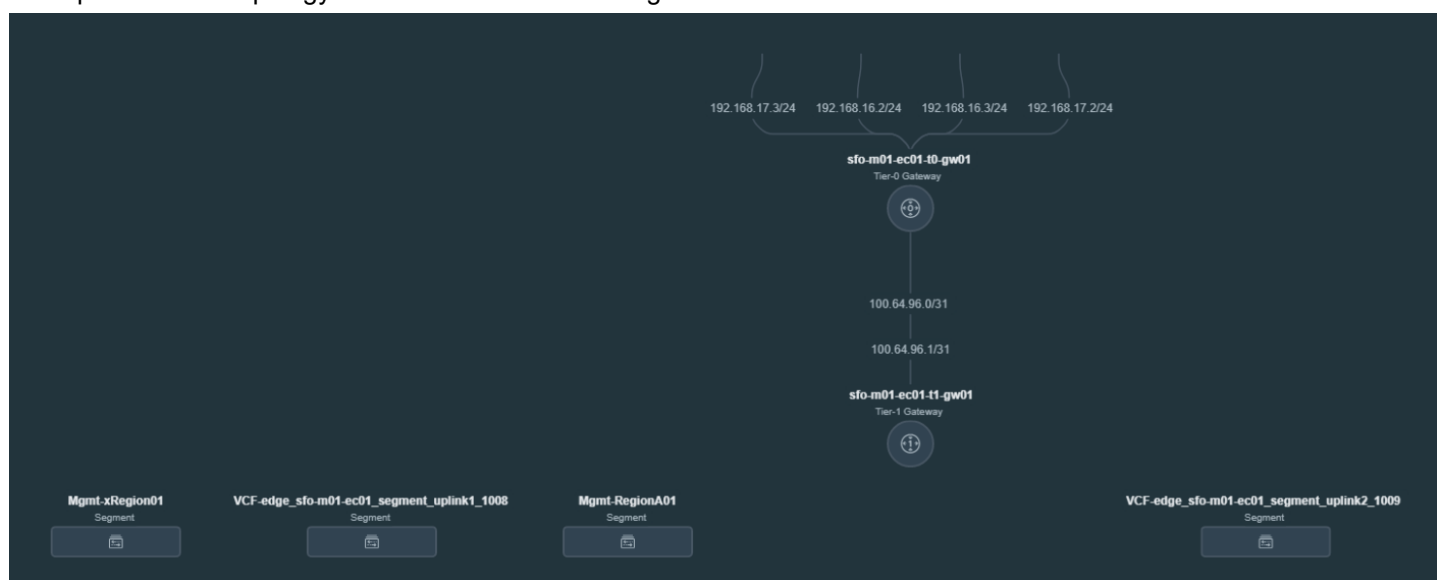 192.168.17.3/24 192.168.16.2/24 192.168.16.3/24 192.168.17.2/24
sfo-m01-ec01-t0-gw01
Tier-0 Gateway
100.64.96.0/31
100.64.96.1/31
sfo-m01-ec01-t1-gw01
Tier-1 Gateway
Mgmt-xRegion01 VCF-edge_sfo-m01-ec01_segment_uplink1_1008 Mgmt-RegionA01 VCF-edge_sfo-m01-ec01_segment_uplink2_1009
Segment Segment Segment Segment